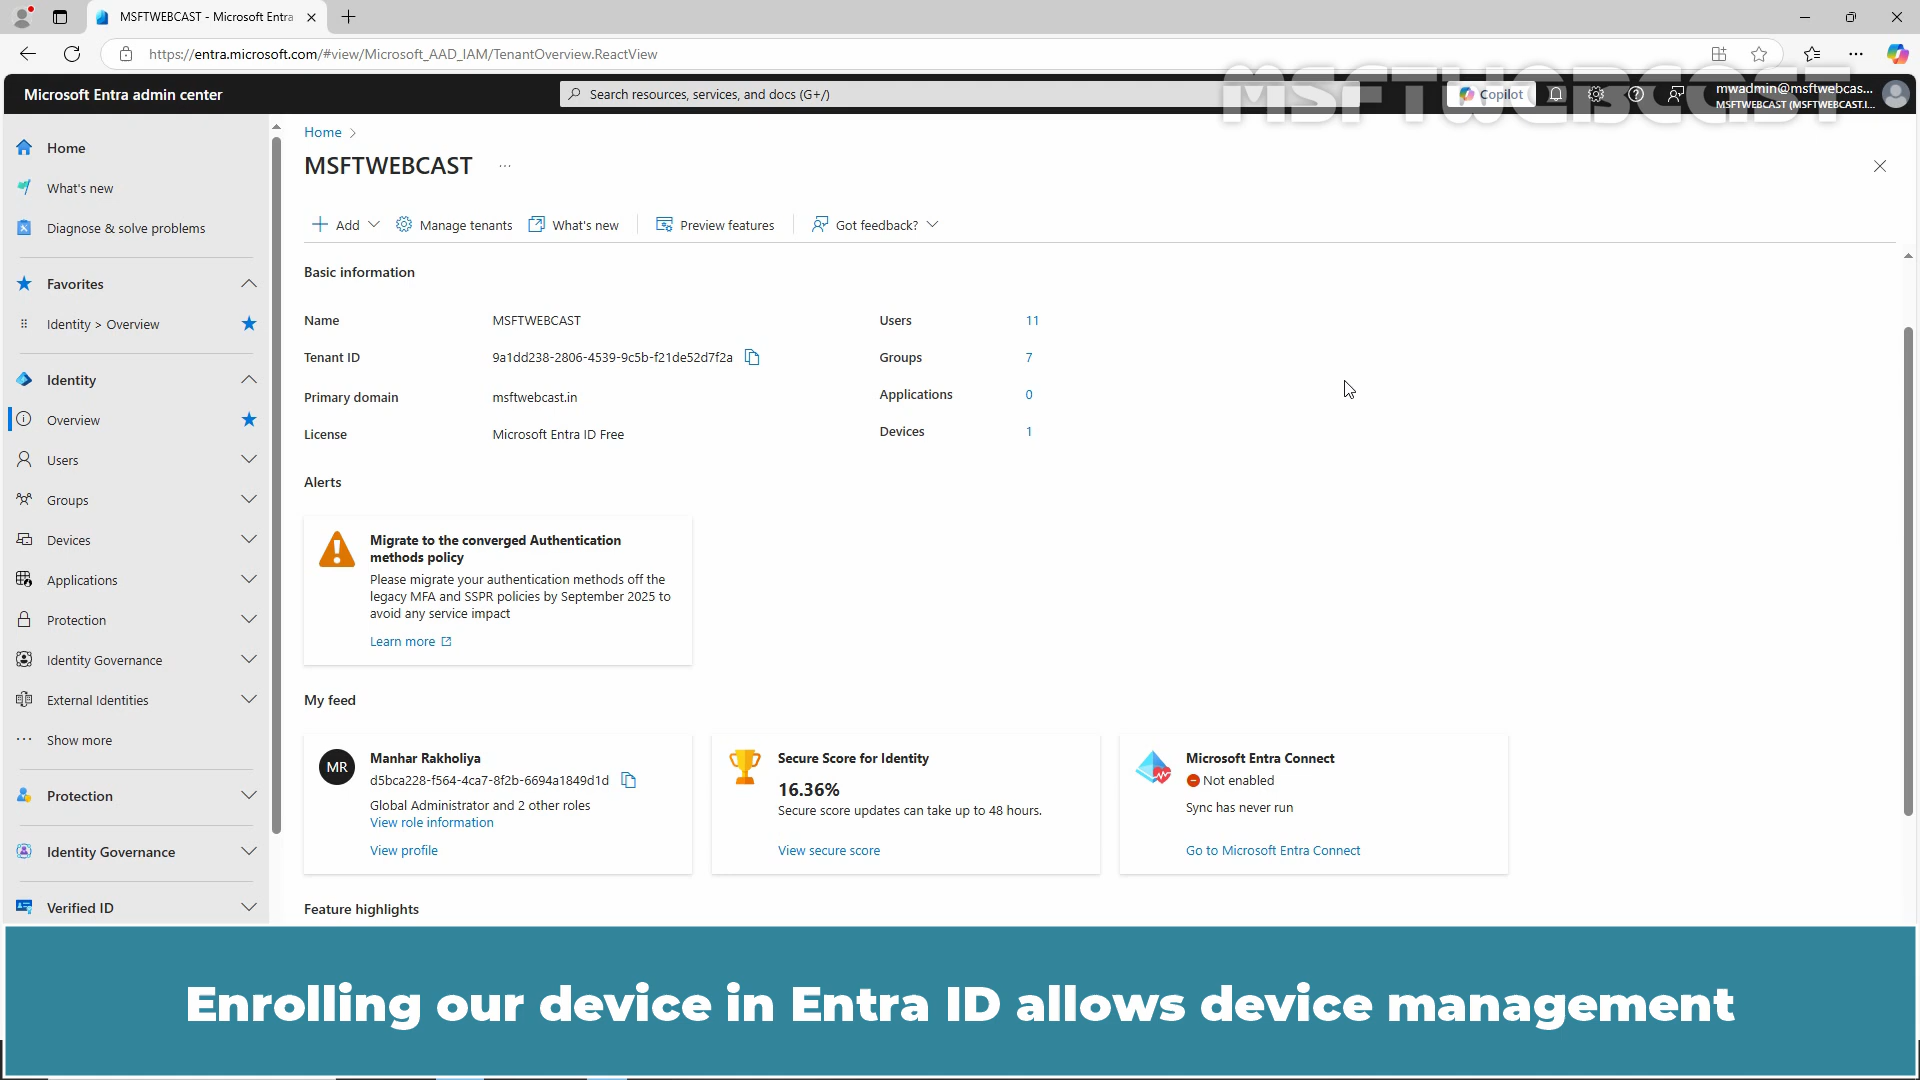 MSFTWEBCAST - Microsoft Entra
https://entra.microsoft.com/#view/Microsoft_AAD_IAM/TenantOverview.ReactView
MSFTWEBCAST
Microsoft Entra admin center
Search resources, services, and docs (G+/)
Copilot
mwadmin@msftwebcas...
MSFTWEBCAST (MSFTWEBCAST.I...
Home
What's new
Diagnose & solve problems
Favorites
Identity > Overview
Identity
Overview
Users
Groups
Devices
Applications
Protection
Identity Governance
External Identities
Show more
Protection
Identity Governance
Verified ID
Home >
MSFTWEBCAST ...
Add
Manage tenants
What's new
Preview features
Got feedback?
Basic information
Name MSFTWEBCAST Users 11
Tenant ID 9a1dd238-2806-4539-9c5b-f21de52d7f2a Groups 7
Primary domain msftwebcast.in Applications 0
License Microsoft Entra ID Free Devices 1
Alerts
Migrate to the converged Authentication
methods policy
Please migrate your authentication methods off the
legacy MFA and SSPR policies by September 2025 to
avoid any service impact
Learn more
My feed
MR
Manhar Rakholiya
d5bca228-f564-4ca7-8f2b-6694a1849d1d
Global Administrator and 2 other roles
View role information
View profile
Secure Score for Identity
16.36%
Secure score updates can take up to 48 hours.
View secure score
Microsoft Entra Connect
Not enabled
Sync has never run
Go to Microsoft Entra Connect
Feature highlights
Enrolling our device in Entra ID allows device management